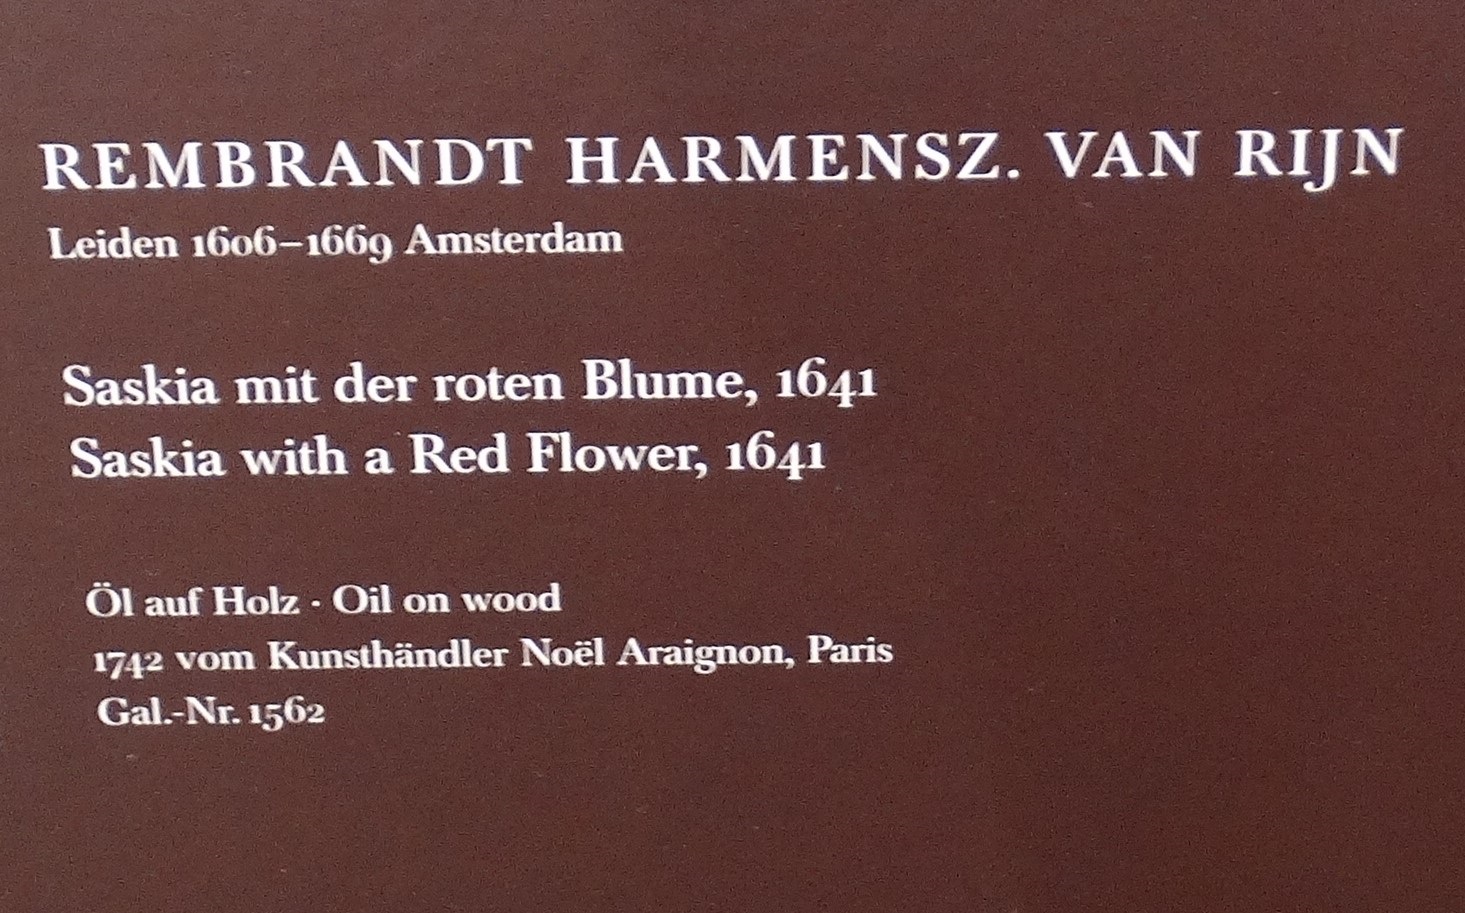 REMBRANDT HARMENSZ. VAN RIJN
Leiden 1606–1669 Amsterdam
Saskia mit der roten Blume, 1641
Saskia with a Red Flower, 1641
Öl auf Holz · Oil on wood
1742 vom Kunsthändler Noël Araignon, Paris
Gal.-Nr. 1562